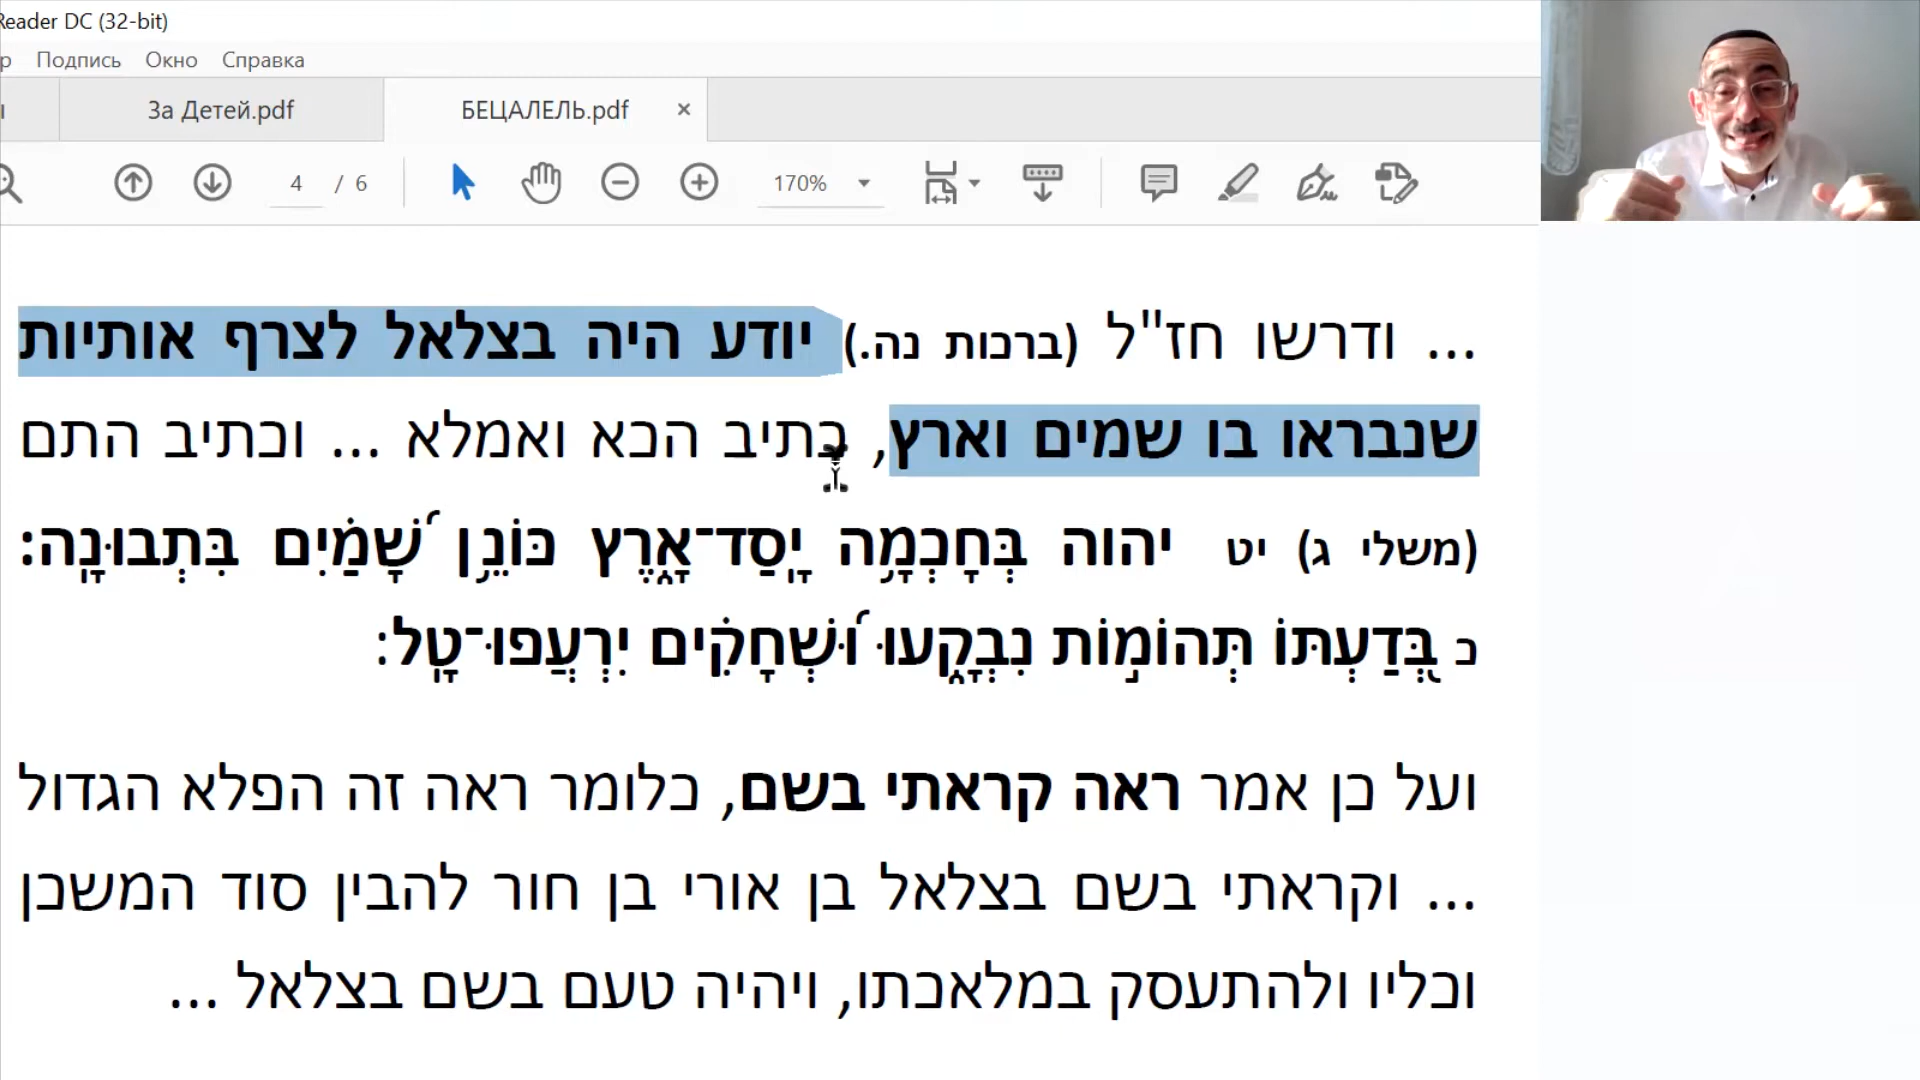 Reader DC (32-bit)
Подпись Окно Справка
За Детей.pdf БЕЦАЛЕЛЬ.pdf ×
4 / 6 170%
... ודרשו חז"ל (ברכות נה.) יודע היה בצלאל לצרף אותיות
שנבראו בו שמים וארץ, כתיב הכא ואמלא ... וכתיב התם
(משלי ג) יט יהוה בְּחָכְמָ֥ה יָֽסַד־אָ֑רֶץ כּוֹנֵ֥ן שָׁ֝מַ֗יִם בִּתְבוּנָֽה:
כ בְּ֭דַעְתּוֹ תְּהוֹמ֣וֹת נִבְקָ֑עוּ וּ֝שְׁחָקִ֗ים יִרְעֲפוּ־טָֽל:
ועל כן אמר ראה קראתי בשם, כלומר ראה זה הפלא הגדול
... וקראתי בשם בצלאל בן אורי בן חור להבין סוד המשכן
וכליו ולהתעסק במלאכתו, ויהיה טעם בשם בצלאל ...